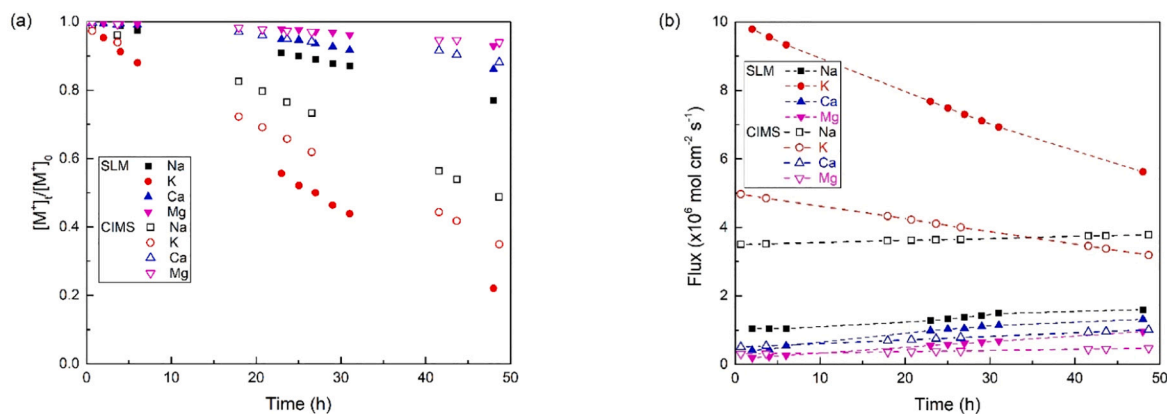 (a)
[M⁺]ₜ/[M⁺]₀
1.0
0.8
0.6
0.4
0.2
0.0
SLM Na
K
Ca
Mg
CIMS Na
K
Ca
Mg
0 10 20 30 40 50
Time (h)
(b)
Flux (x10⁶ mol cm⁻² s⁻¹)
10
8
6
4
2
0
SLM Na
K
Ca
Mg
CIMS Na
K
Ca
Mg
0 10 20 30 40 50
Time (h)